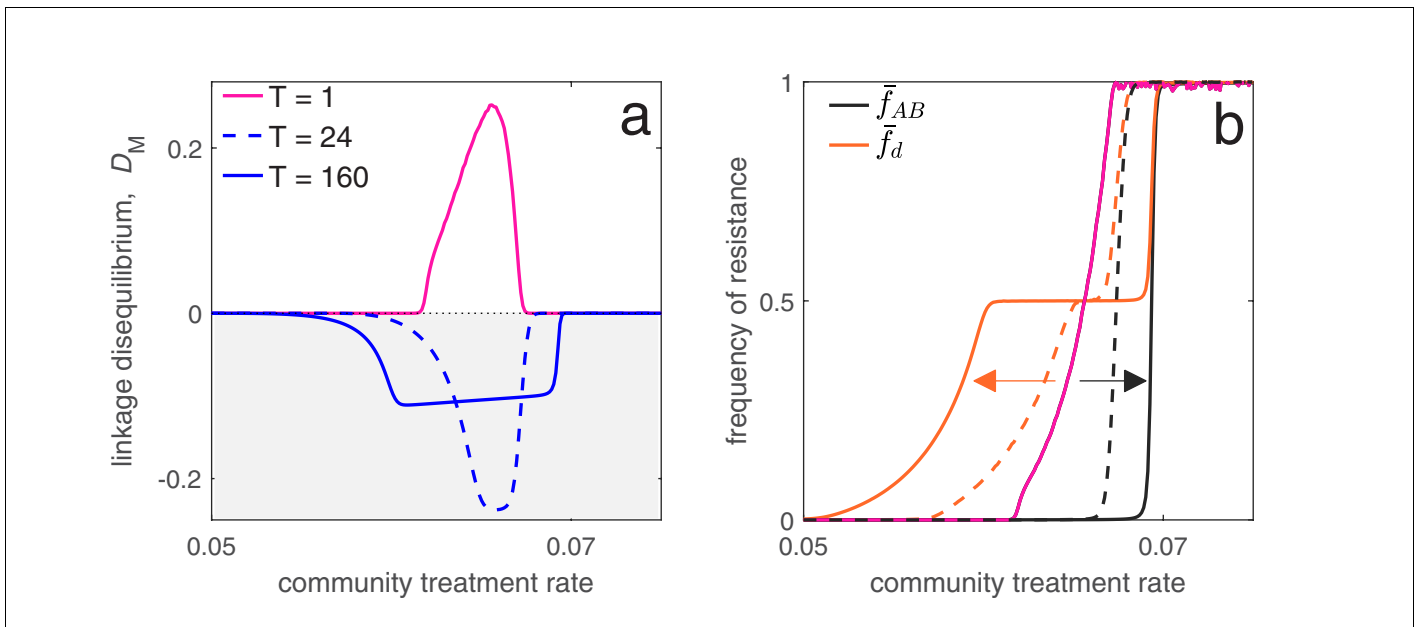 a
T = 1
T = 24
T = 160
linkage disequilibrium, D_M
0.2
0
-0.2
0.05
0.07
community treatment rate
b
f̄_AB
f̄_d
frequency of resistance
1
0.5
0
0.05
0.07
community treatment rate